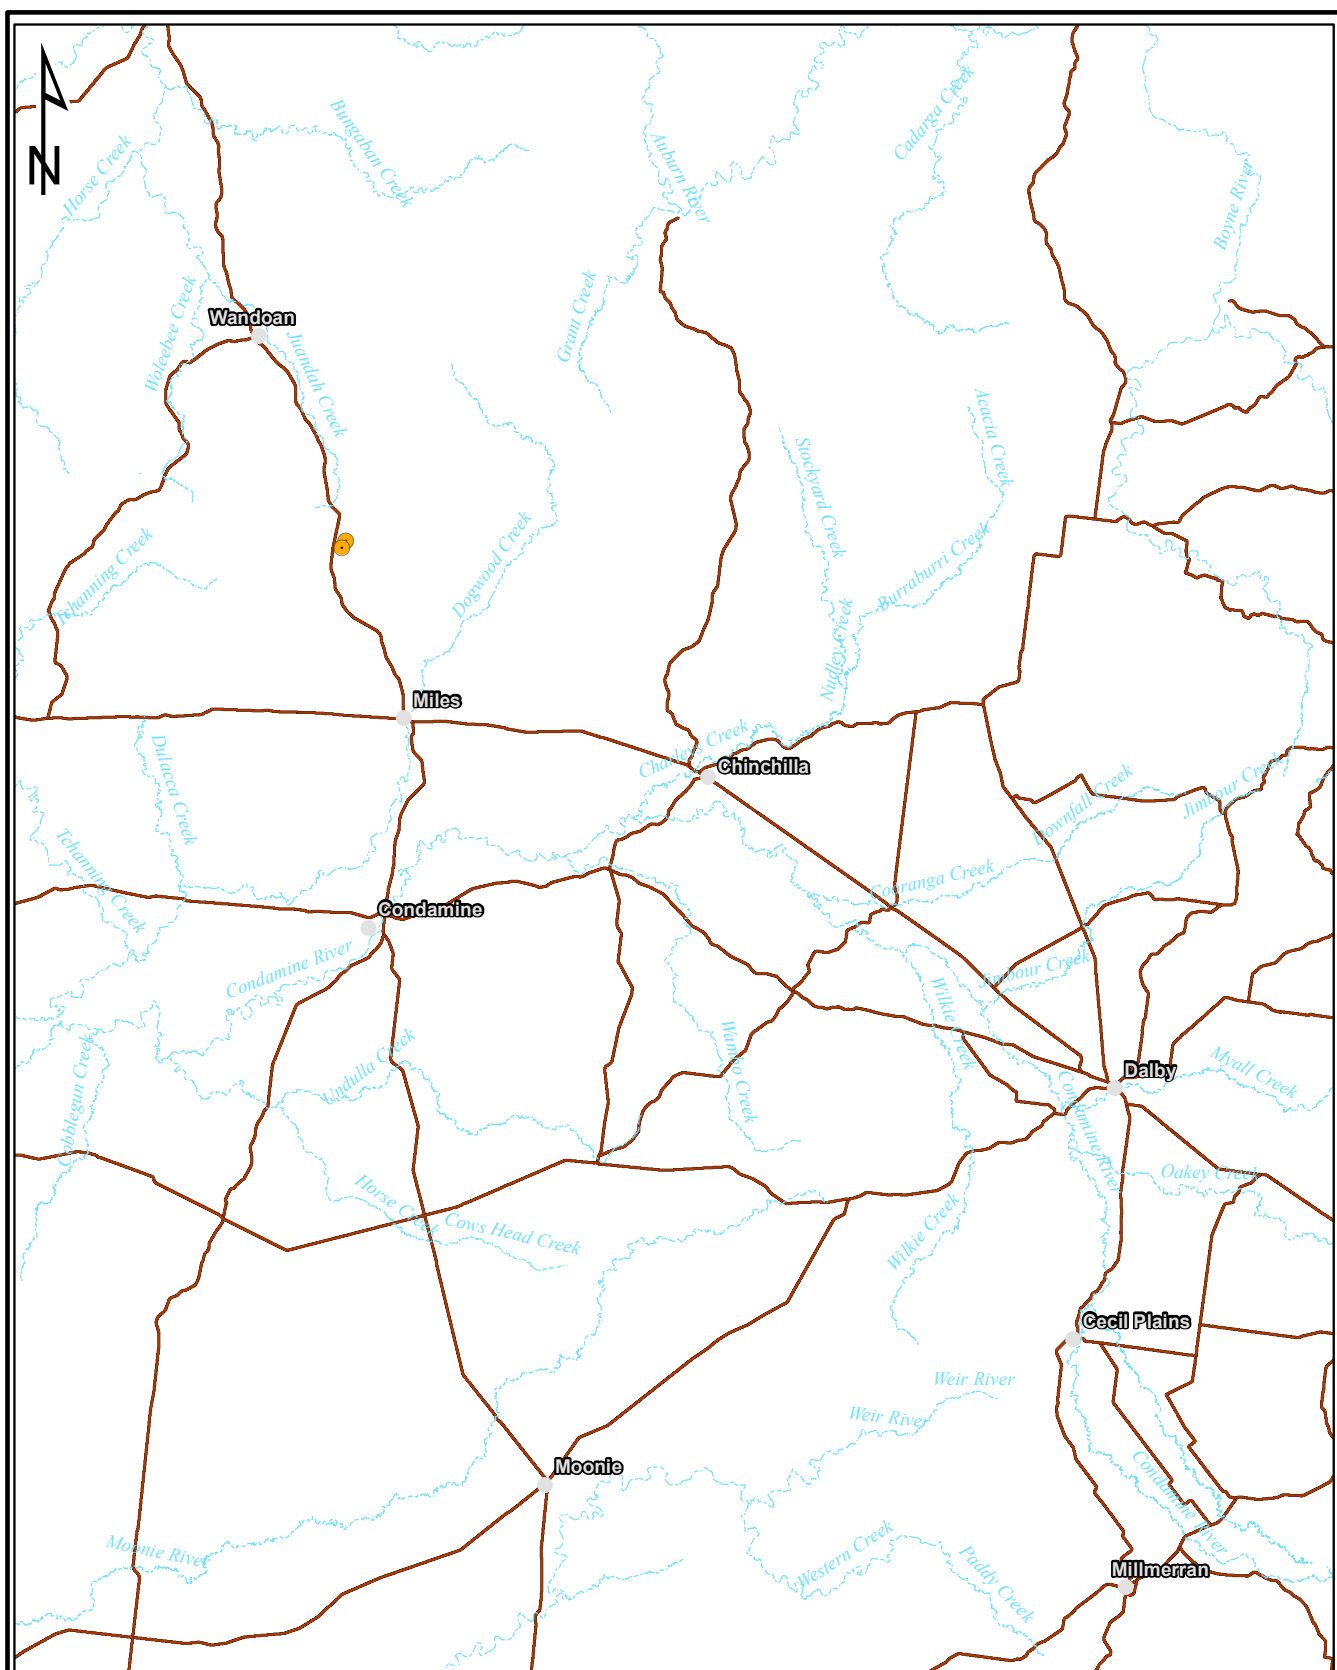 N
Horse Creek
Bungaban Creek
Auburn River
Cadarga Creek
Boyne River
Woleebee Creek
Wandoan
Juandah Creek
Grant Creek
Acacia Creek
Stockyard Creek
Tchanning Creek
Dogwood Creek
Burraburri Creek
Nudley Creek
Miles
Charleys Creek
Chinchilla
Dulacca Creek
Downfall Creek
Jimbour Creek
Tchanning Creek
Cooranga Creek
Condamine
Condamine River
Jimbour Creek
Wilkie Creek
Wambo Creek
Undulla Creek
Cobblegun Creek
Dalby
Myall Creek
Condamine River
Oakey Creek
Horse Creek
Cows Head Creek
Wilkie Creek
Cecil Plains
Weir River
Weir River
Moonie
Condamine River
Moonie River
Western Creek
Paddy Creek
Millmerran